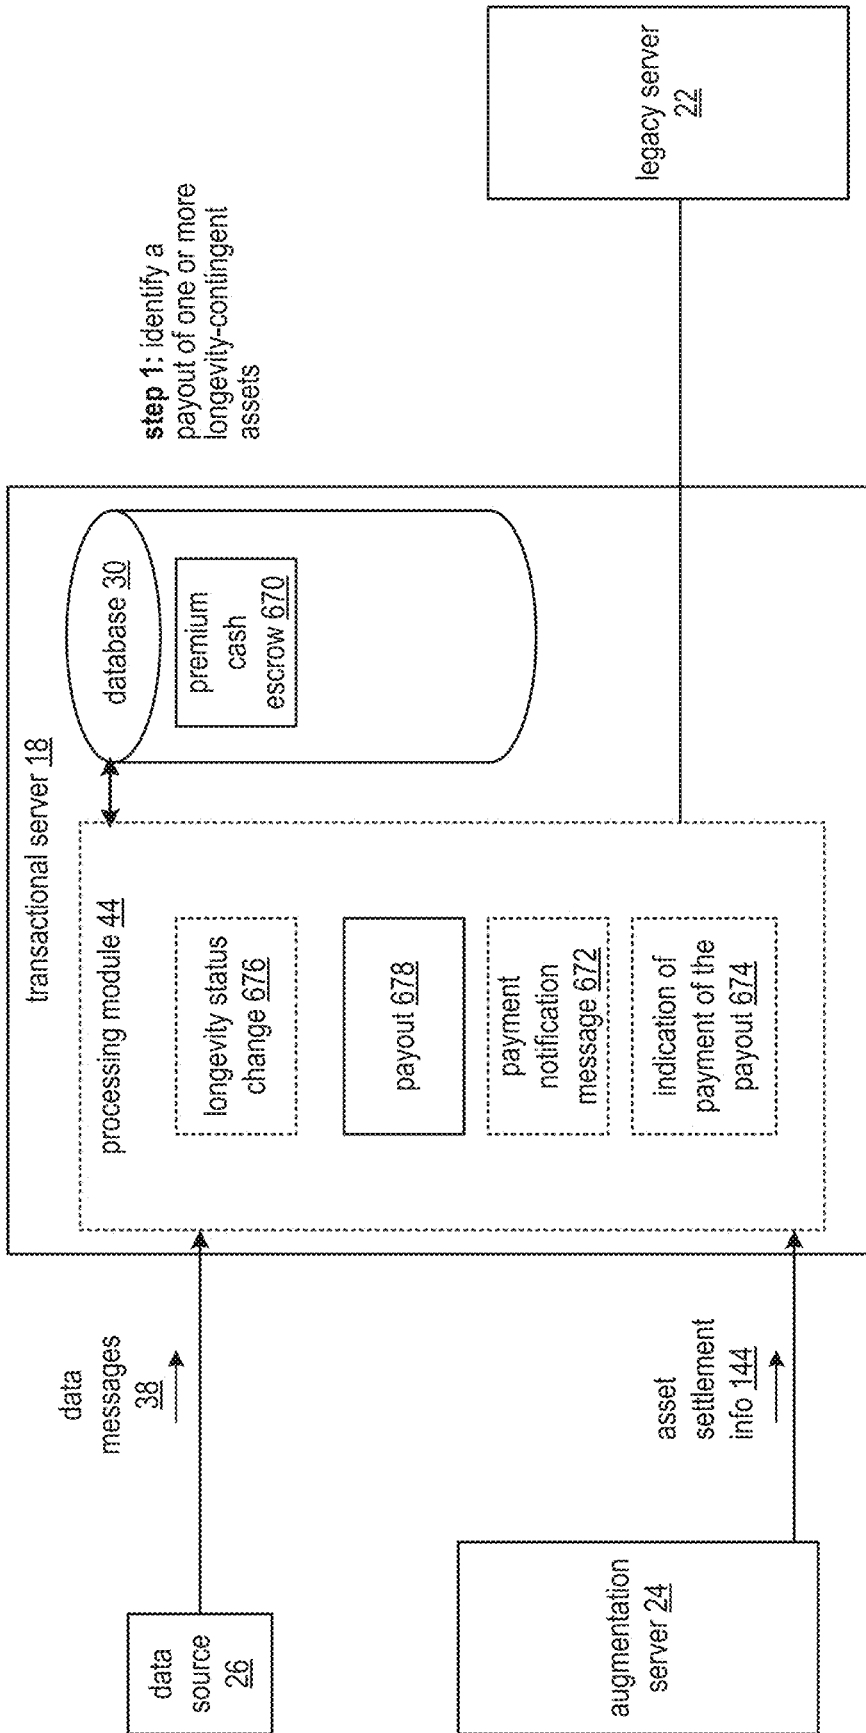 transactional server 18
processing module 44
longevity status
change 676
payout 678
payment
notification
message 672
indication of
payment of the
payout 674
database 30
premium
cash
escrow 670
step 1: identify a
payout of one or more
longevity-contingent
assets
data
messages
38
data
source
26
asset
settlement
info 144
augmentation
server 24
legacy server
22